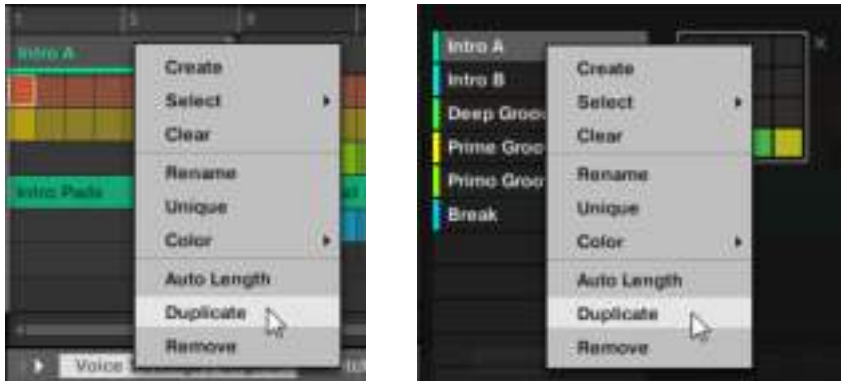 Intro A
Create
Select
Clear
Rename
Intro Pads
Unique
Color
Auto Length
Duplicate
Remove
Voice
Intro A
Intro B
Deep Groo
Prime Groo
Primo Groo
Break
Create
Select
Clear
Rename
Unique
Color
Auto Length
Duplicate
Remove